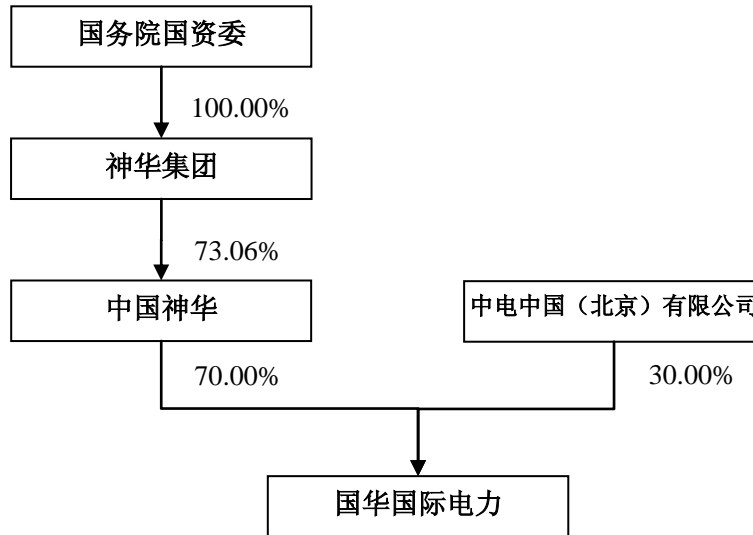 国务院国资委
100.00%
神华集团
73.06%
中国神华
中电中国（北京）有限公司
70.00%
30.00%
国华国际电力